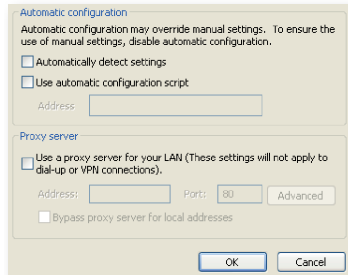 Automatic configuration
Automatic configuration may override manual settings. To ensure the
use of manual settings, disable automatic configuration.
Automatically detect settings
Use automatic configuration script
Address
Proxy server
Use a proxy server for your LAN (These settings will not apply to
dial-up or VPN connections).
Address: Port: 80 Advanced
Bypass proxy server for local addresses
OK Cancel